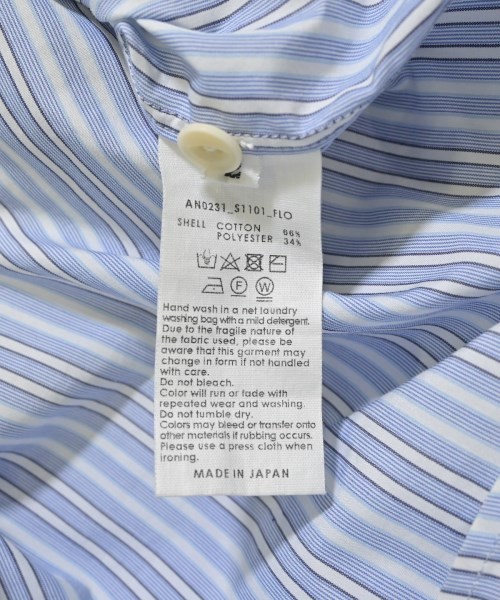 AN0231_S1101_FLO
SHELL COTTON 66%
POLYESTER 34%
F W
Hand wash in a net laundry
washing bag with a mild detergent.
Due to the fragile nature of
the fabric used, please be
aware that this garment may
change in form if not handled
with care.
Do not bleach.
Color will run or fade with
repeated wear and washing.
Do not tumble dry.
Colors may bleed or transfer onto
other materials if rubbing occurs.
Please use a press cloth when
ironing.
MADE IN JAPAN